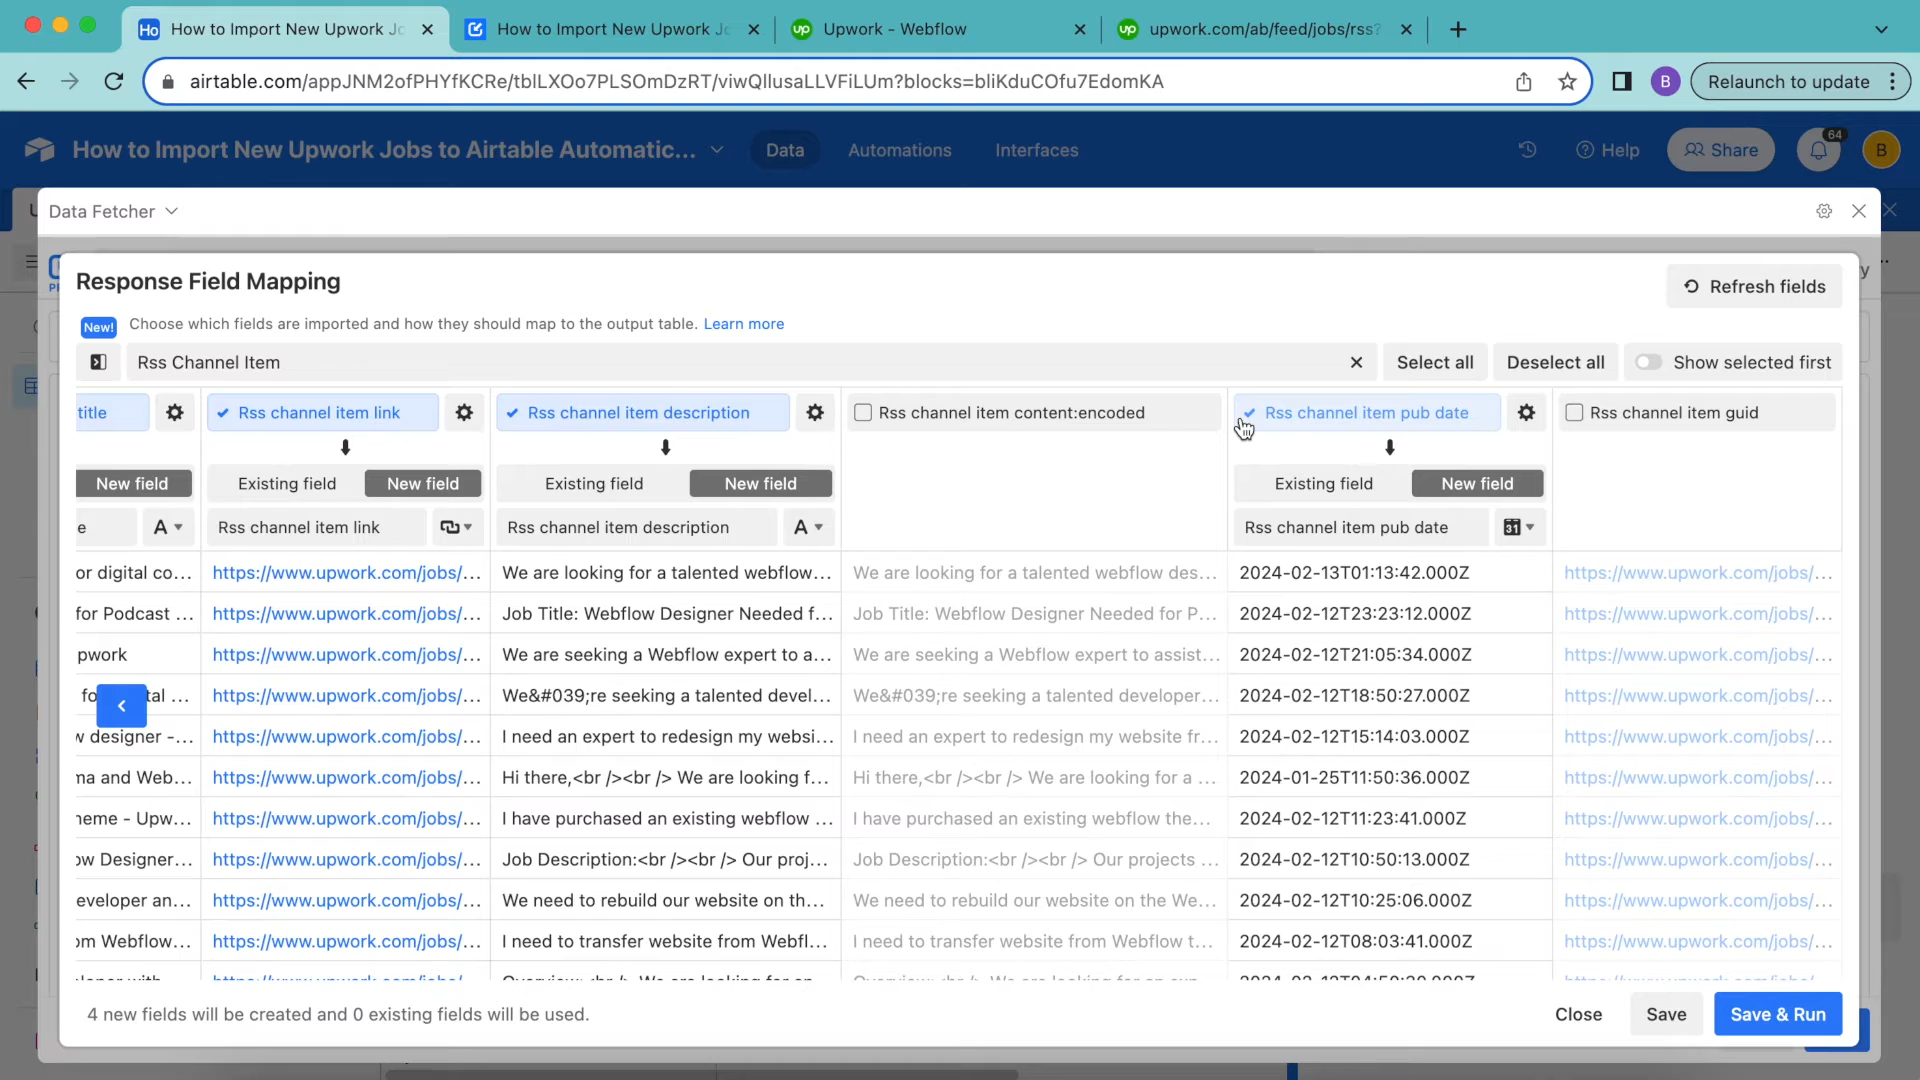 Ho How to Import New Upwork Jo
How to Import New Upwork J
up Upwork - Webflow
up upwork.com/ab/feed/jobs/rss?
airtable.com/appJNM2ofPHYfKCRe/tblLXOo7PLSOmDzRT/viwQllusaLLVFiLUm?blocks=bliKduCOfu7EdomKA
B
Relaunch to update
How to Import New Upwork Jobs to Airtable Automatic...
Data
Automations
Interfaces
Help
Share
64
B
Data Fetcher
Response Field Mapping
Refresh fields
New! Choose which fields are imported and how they should map to the output table. Learn more
Rss Channel Item
Select all
Deselect all
Show selected first
title
Rss channel item link
Rss channel item description
Rss channel item content:encoded
Rss channel item pub date
Rss channel item guid
New field
Existing field New field
Existing field New field
Existing field New field
e A
Rss channel item link
Rss channel item description A
Rss channel item pub date 31
or digital co... https://www.upwork.com/jobs/... We are looking for a talented webflow... We are looking for a talented webflow des... 2024-02-13T01:13:42.000Z https://www.upwork.com/jobs/...
for Podcast ... https://www.upwork.com/jobs/... Job Title: Webflow Designer Needed f... Job Title: Webflow Designer Needed for P... 2024-02-12T23:23:12.000Z https://www.upwork.com/jobs/...
pwork https://www.upwork.com/jobs/... We are seeking a Webflow expert to a... We are seeking a Webflow expert to assist... 2024-02-12T21:05:34.000Z https://www.upwork.com/jobs/...
fo tal ... https://www.upwork.com/jobs/... We&#039;re seeking a talented devel... We&#039;re seeking a talented developer... 2024-02-12T18:50:27.000Z https://www.upwork.com/jobs/...
w designer -... https://www.upwork.com/jobs/... I need an expert to redesign my websi... I need an expert to redesign my website fr... 2024-02-12T15:14:03.000Z https://www.upwork.com/jobs/...
ma and Web... https://www.upwork.com/jobs/... Hi there,<br /><br /> We are looking f... Hi there,<br /><br /> We are looking for a ... 2024-01-25T11:50:36.000Z https://www.upwork.com/jobs/...
heme - Upw... https://www.upwork.com/jobs/... I have purchased an existing webflow ... I have purchased an existing webflow the... 2024-02-12T11:23:41.000Z https://www.upwork.com/jobs/...
ow Designer... https://www.upwork.com/jobs/... Job Description:<br /><br /> Our proj... Job Description:<br /><br /> Our projects ... 2024-02-12T10:50:13.000Z https://www.upwork.com/jobs/...
eveloper an... https://www.upwork.com/jobs/... We need to rebuild our website on th... We need to rebuild our website on the We... 2024-02-12T10:25:06.000Z https://www.upwork.com/jobs/...
om Webflow... https://www.upwork.com/jobs/... I need to transfer website from Webfl... I need to transfer website from Webflow t... 2024-02-12T08:03:41.000Z https://www.upwork.com/jobs/...
4 new fields will be created and 0 existing fields will be used.
Close
Save
Save & Run